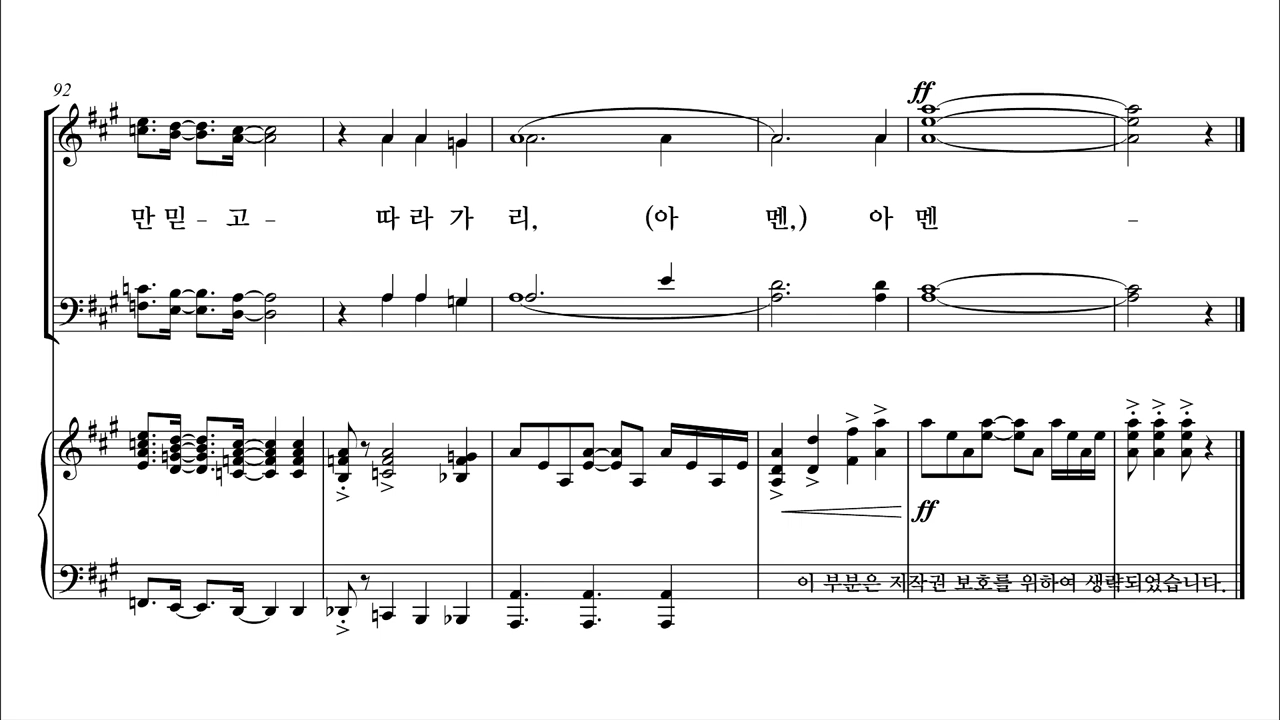 92
ff
만 믿 - 고 - 따 라 가 리, (아 멘,) 아 멘 -
ff
이 부분은 저작권 보호를 위하여 생략되었습니다.